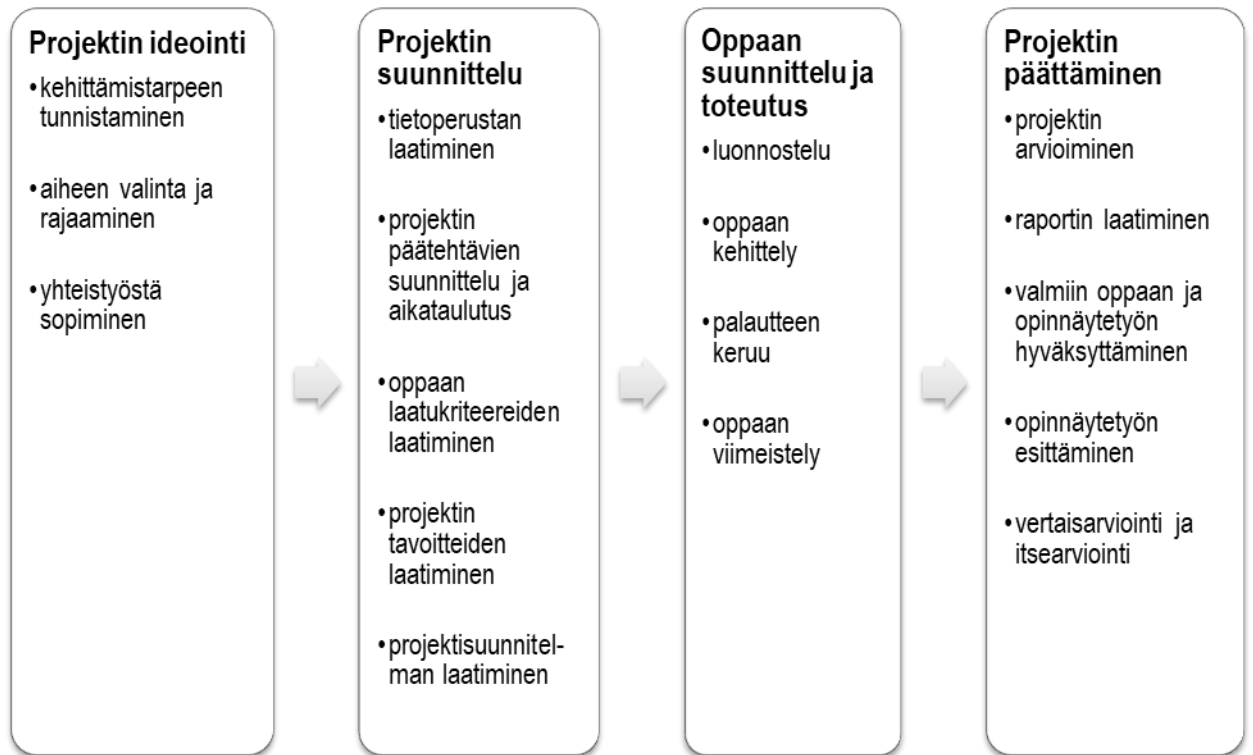 Projektin ideointi
•kehittämistarpeen
tunnistaminen
•aiheen valinta ja
rajaaminen
•yhteistyöstä
sopiminen
Projektin
suunnittelu
•tietoperustan
laatiminen
•projektin
päätehtävien
suunnittelu ja
aikataulutus
•oppaan
laatukriteereiden
laatiminen
•projektin
tavoitteiden
laatiminen
•projektisuunnitel-
man laatiminen
Oppaan
suunnittelu ja
toteutus
•luonnostelu
•oppaan
kehittely
•palautteen
keruu
•oppaan
viimeistely
Projektin
päättäminen
•projektin
arvioiminen
•raportin laatiminen
•valmiin oppaan ja
opinnäytetyön
hyväksyttäminen
•opinnäytetyön
esittäminen
•vertaisarviointi ja
itsearviointi